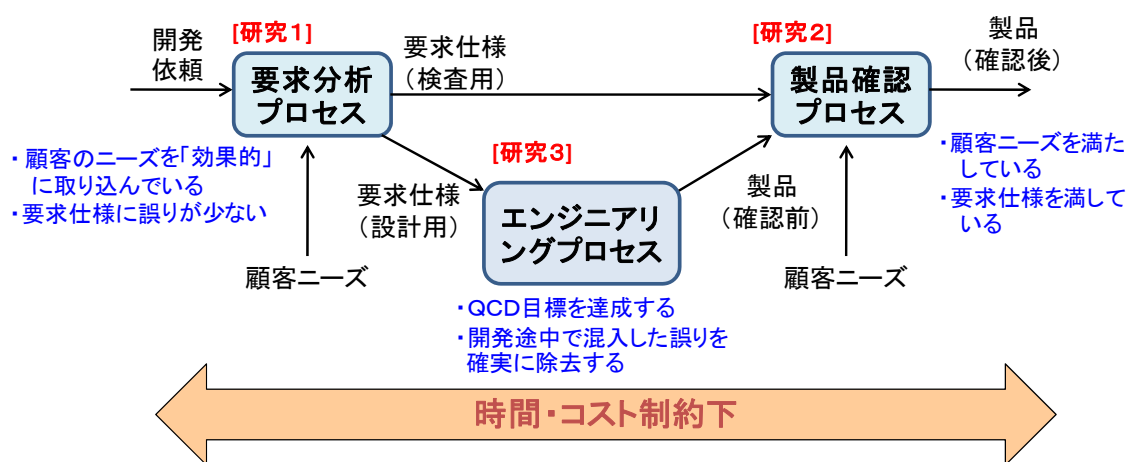 開発
依頼
[研究1]
要求分析
プロセス
要求仕様
(検査用)
[研究2]
製品確認
プロセス
製品
(確認後)
・顧客のニーズを「効果的」
に取り込んでいる
・要求仕様に誤りが少ない
顧客ニーズ
要求仕様
(設計用)
[研究3]
エンジニアリ
ングプロセス
製品
(確認前)
顧客ニーズ
・顧客ニーズを満た
している
・要求仕様を満して
いる
・QCD目標を達成する
・開発途中で混入した誤りを
確実に除去する
時間・コスト制約下